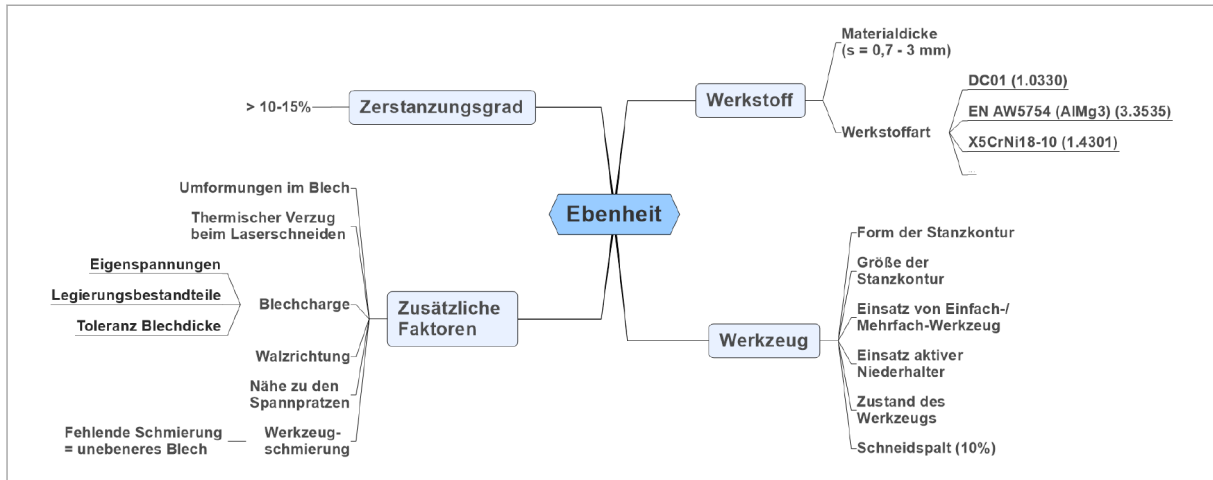 Ebenheit
Zerstanzungsgrad
> 10-15%
Werkstoff
Materialdicke
(s = 0,7 - 3 mm)
Werkstoffart
DC01 (1.0330)
EN AW5754 (AlMg3) (3.3535)
X5CrNi18-10 (1.4301)
...
Zusätzliche
Faktoren
Umformungen im Blech
Thermischer Verzug
beim Laserschneiden
Blechcharge
Eigenspannungen
Legierungsbestandteile
Toleranz Blechdicke
Walzrichtung
Nähe zu den
Spannpratzen
Werkzeug-
schmierung
Fehlende Schmierung
= unebeneres Blech
Werkzeug
Form der Stanzkontur
Größe der
Stanzkontur
Einsatz von Einfach-/
Mehrfach-Werkzeug
Einsatz aktiver
Niederhalter
Zustand des
Werkzeugs
Schneidspalt (10%)